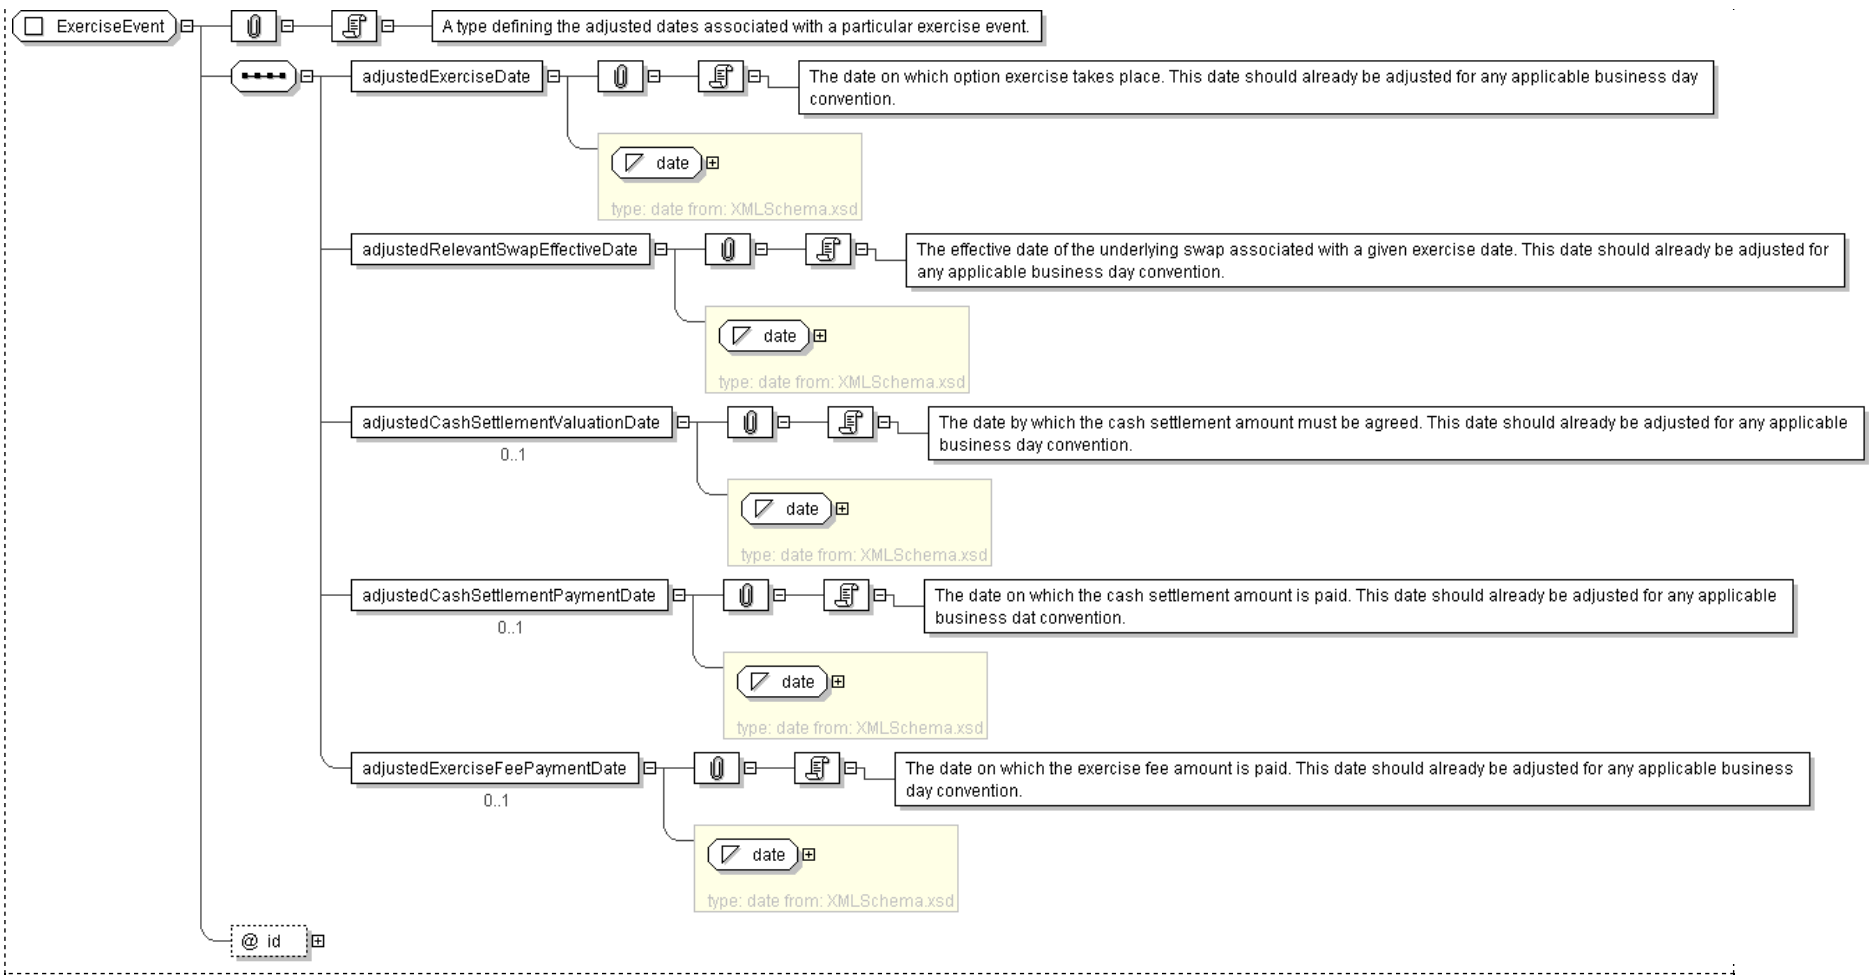 ExerciseEvent
A type defining the adjusted dates associated with a particular exercise event.
adjustedExerciseDate
The date on which option exercise takes place. This date should already be adjusted for any applicable business day
convention.
date
type: date from: XMLSchema.xsd
adjustedRelevantSwapEffectiveDate
The effective date of the underlying swap associated with a given exercise date. This date should already be adjusted for
any applicable business day convention.
date
type: date from: XMLSchema.xsd
adjustedCashSettlementValuationDate
0..1
The date by which the cash settlement amount must be agreed. This date should already be adjusted for any applicable
business day convention.
date
type: date from: XMLSchema.xsd
adjustedCashSettlementPaymentDate
0..1
The date on which the cash settlement amount is paid. This date should already be adjusted for any applicable
business dat convention.
date
type: date from: XMLSchema.xsd
adjustedExerciseFeePaymentDate
0..1
The date on which the exercise fee amount is paid. This date should already be adjusted for any applicable business
day convention.
date
type: date from: XMLSchema.xsd
@ id